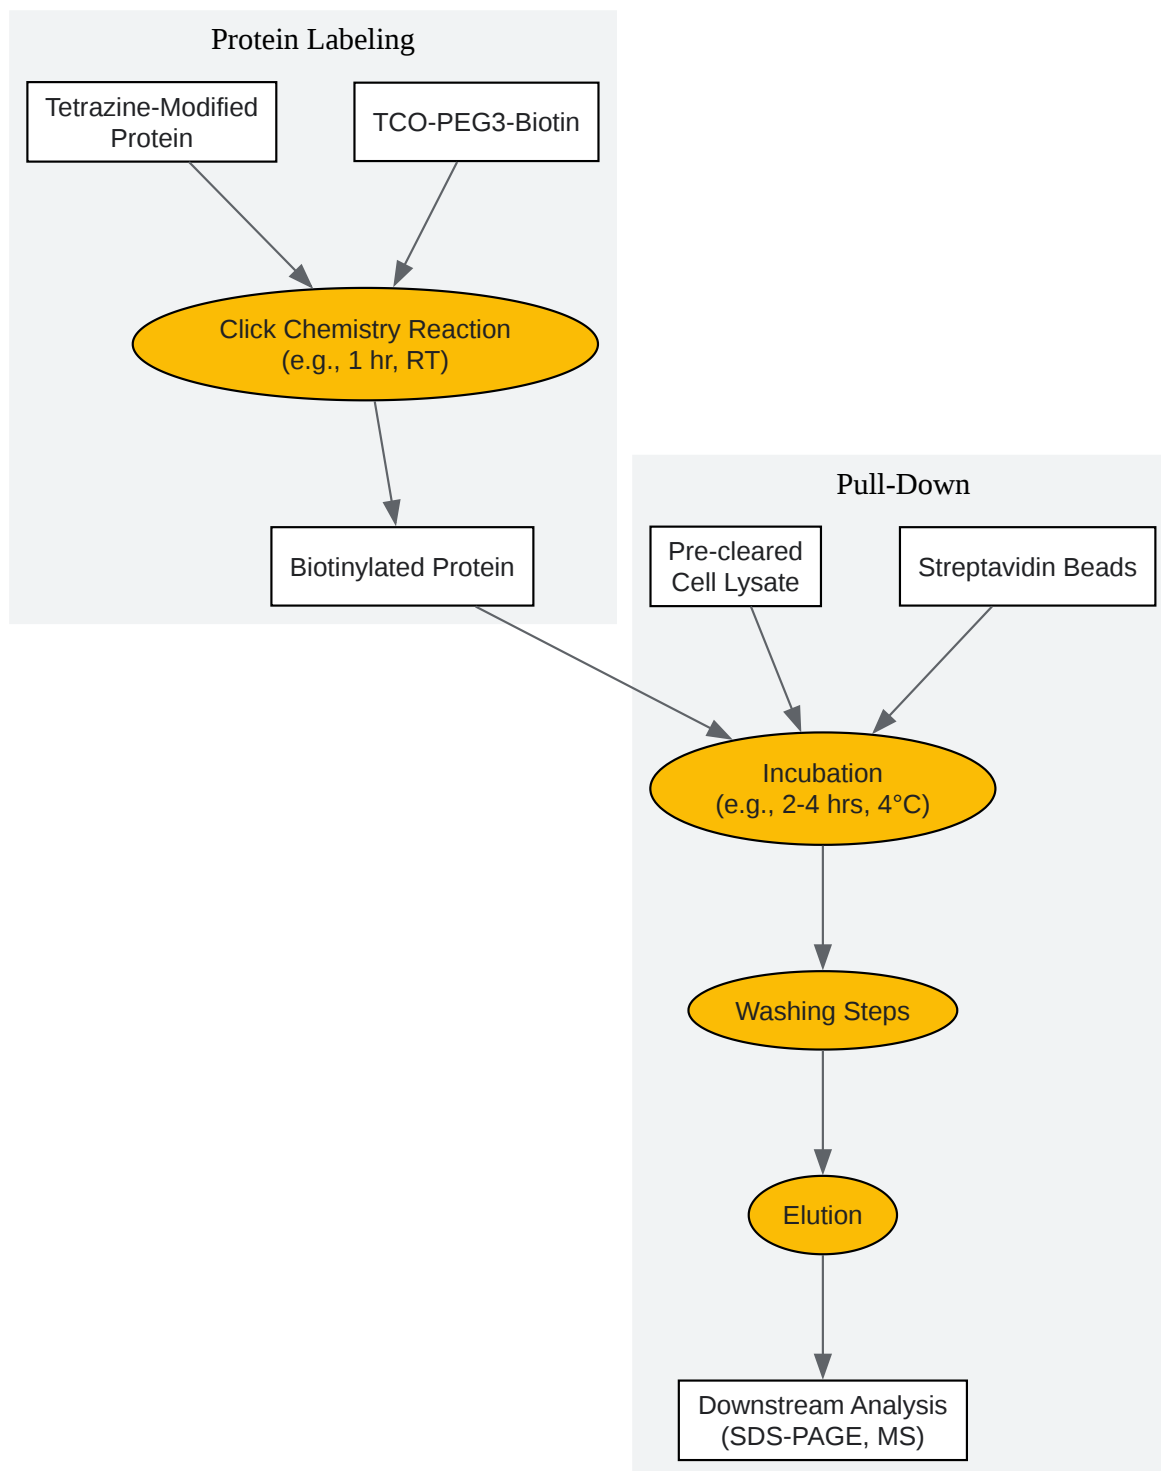 Protein Labeling
Tetrazine-Modified
Protein
TCO-PEG3-Biotin
Click Chemistry Reaction
(e.g., 1 hr, RT)
Biotinylated Protein
Pull-Down
Pre-cleared
Cell Lysate
Streptavidin Beads
Incubation
(e.g., 2-4 hrs, 4°C)
Washing Steps
Elution
Downstream Analysis
(SDS-PAGE, MS)